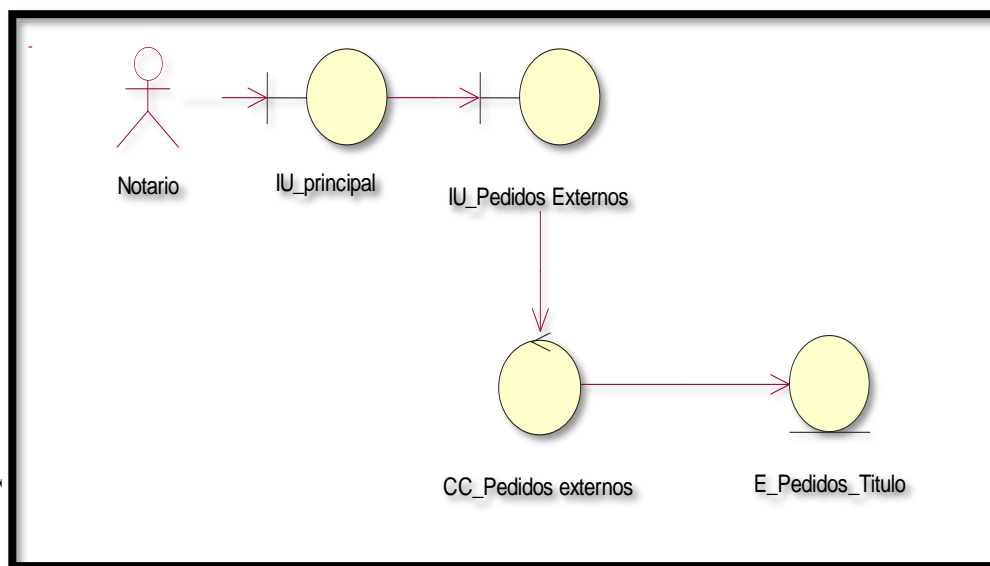 Notario
IU_principal
IU_Pedidos Externos
CC_Pedidos externos
E_Pedidos_Titulo